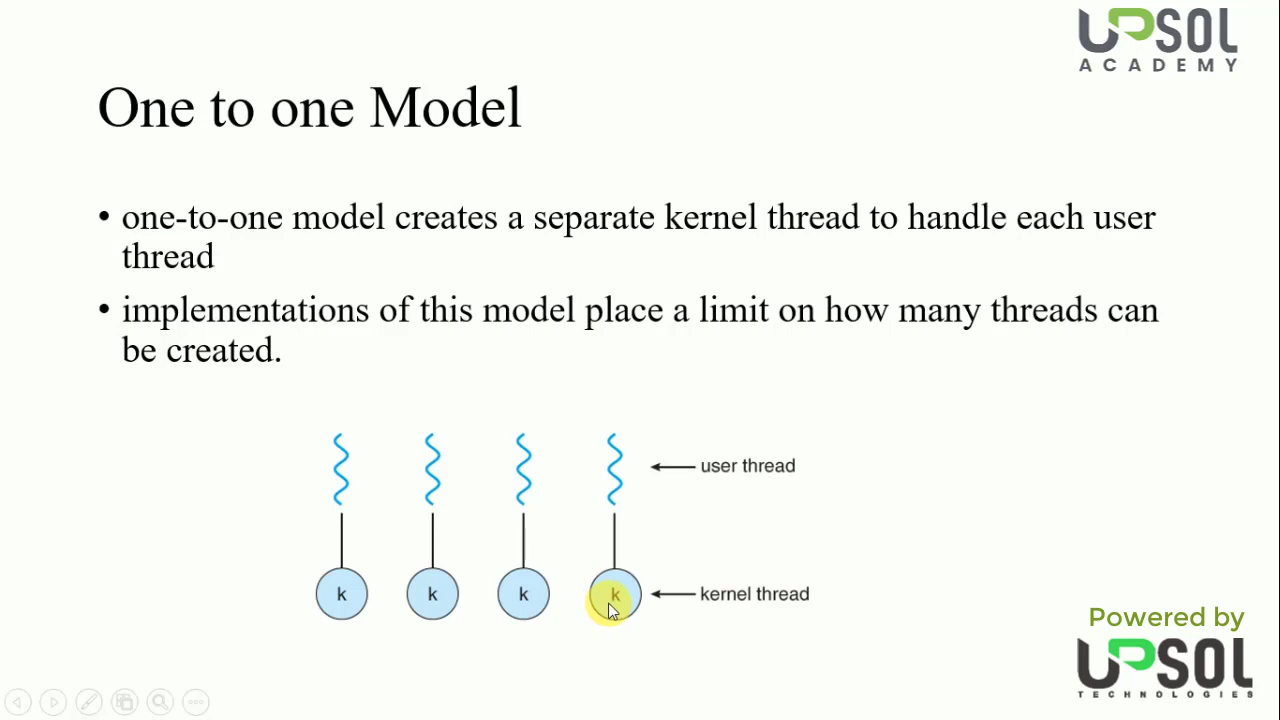 UPSOL
ACADEMY
One to one Model
• one-to-one model creates a separate kernel thread to handle each user
thread
• implementations of this model place a limit on how many threads can
be created.
user thread
k k k k
kernel thread
Powered by
UPSOL
TECHNOLOGIES